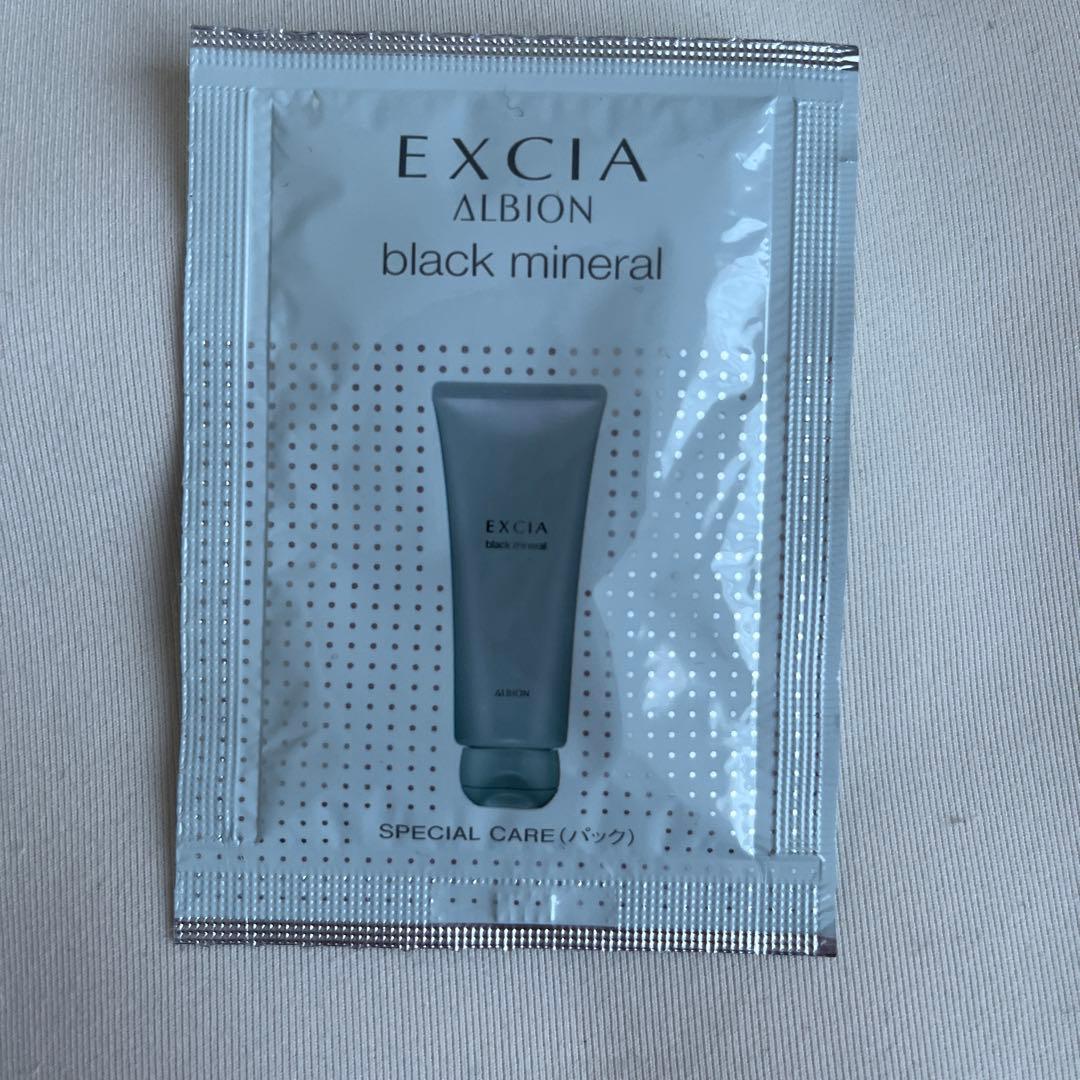 EXCIA
ALBION
black mineral
EXCIA
black mineral
ALBION
SPECIAL CARE(パック)